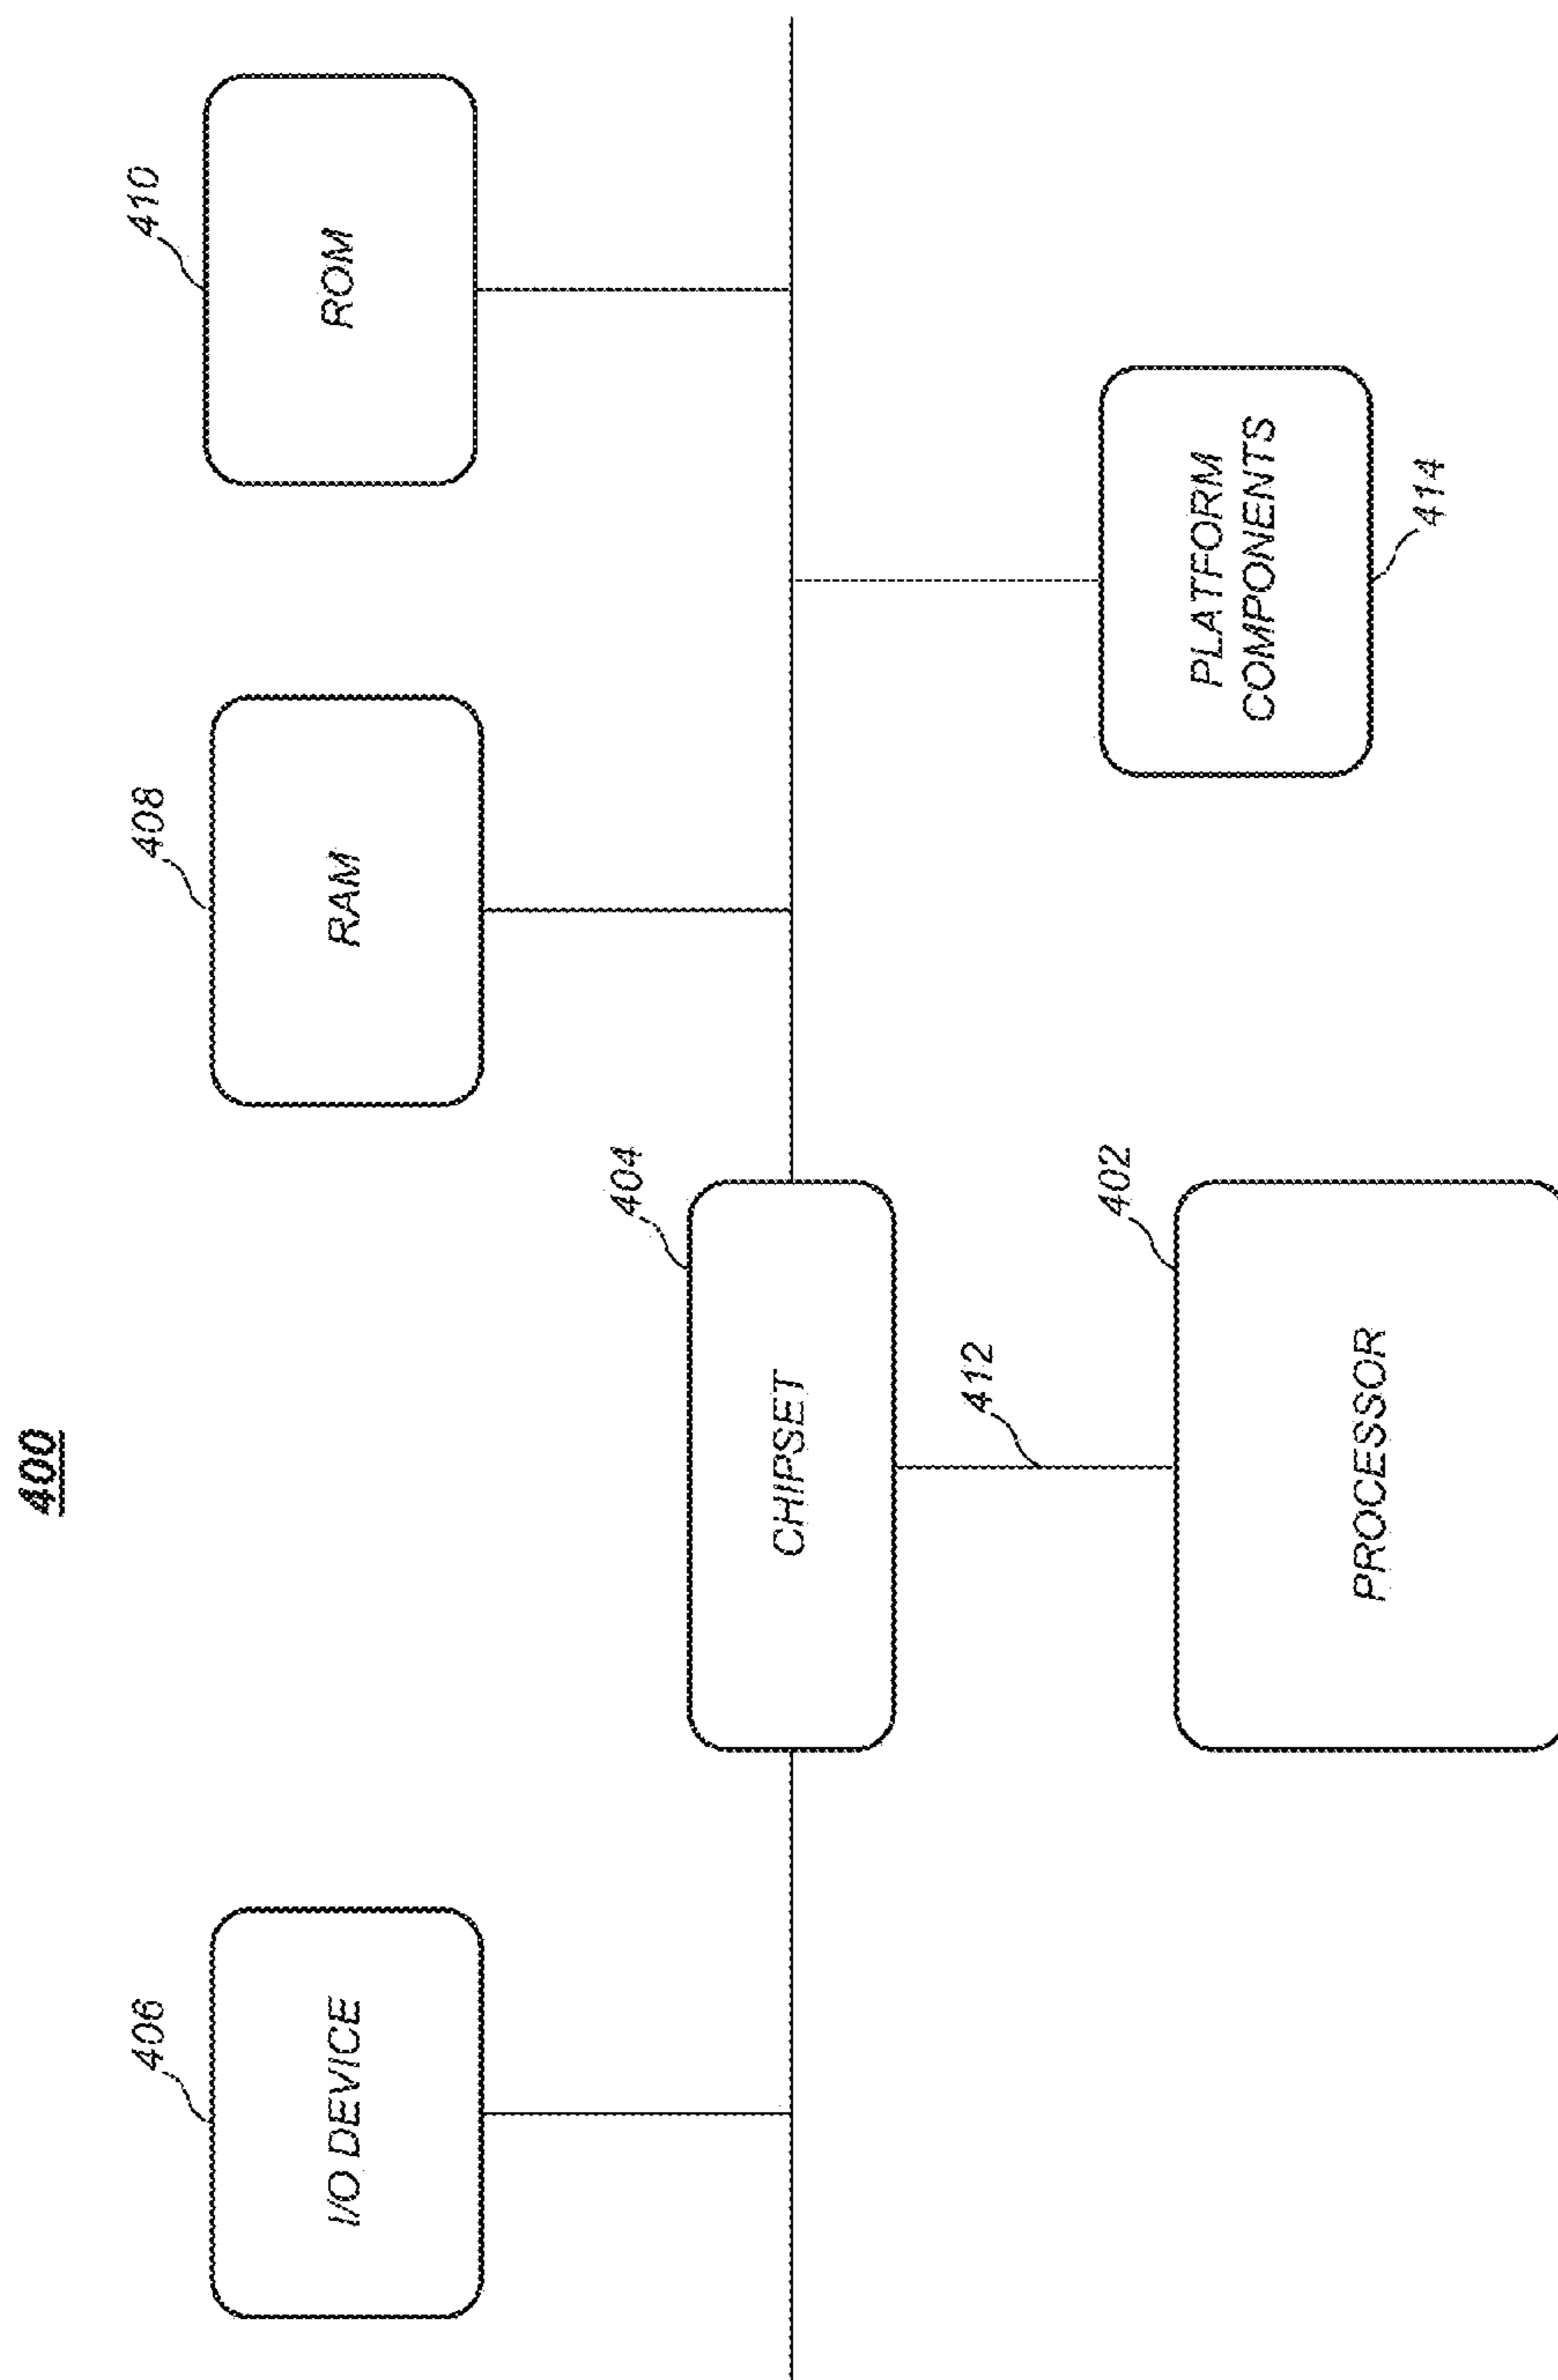 400
406
I/O DEVICE
408
RAM
410
ROM
404
CHIPSET
412
402
PROCESSOR
PLATFORM
COMPONENTS
414